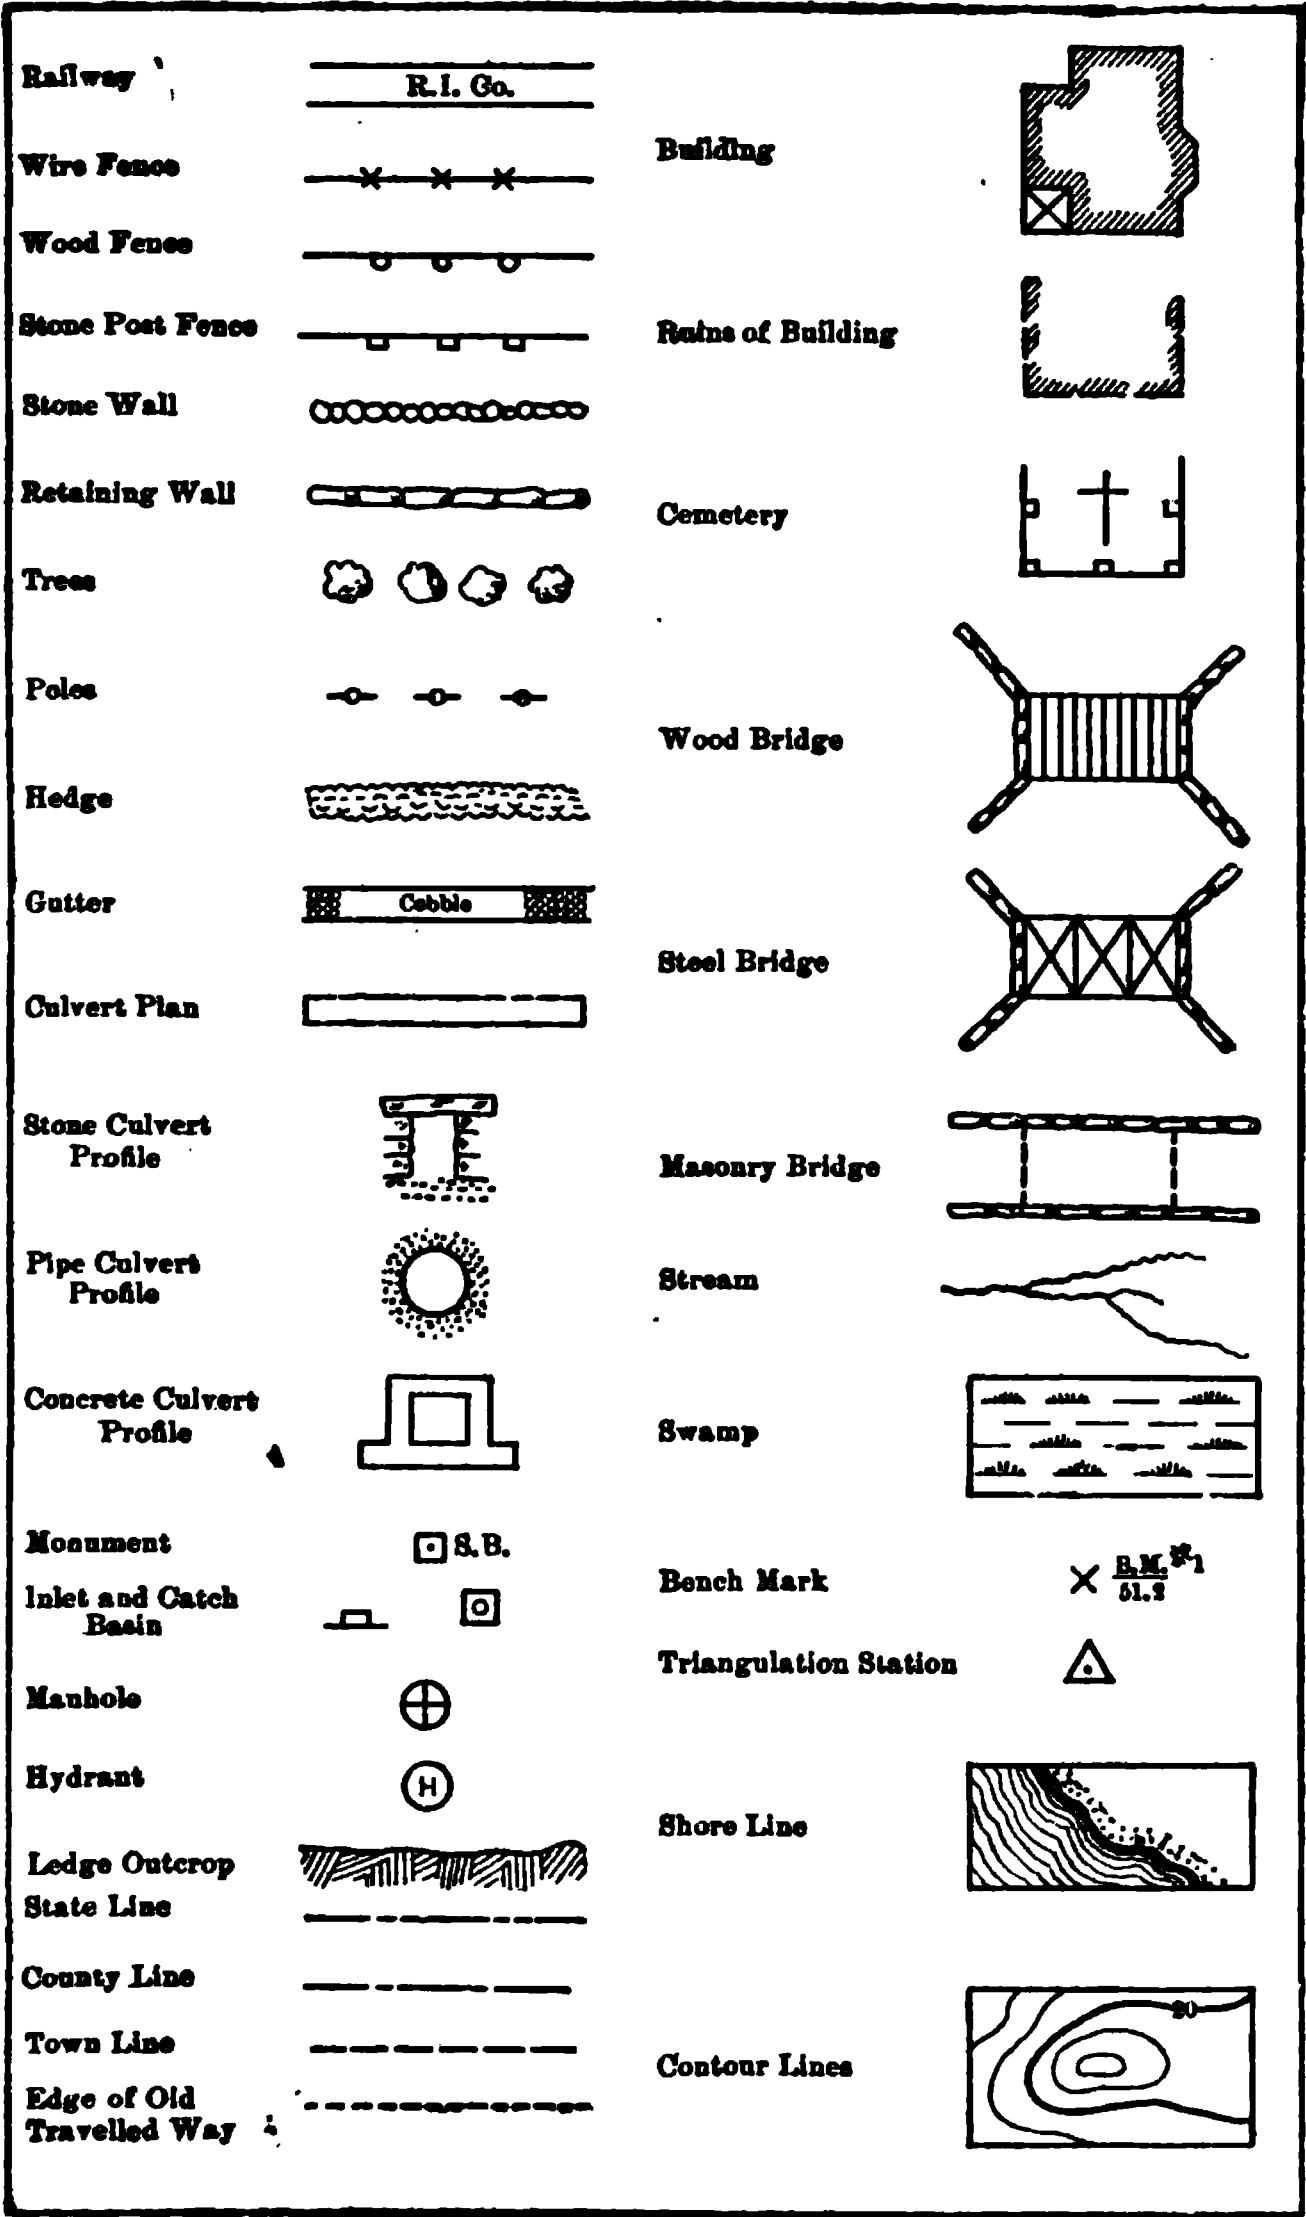 Railway
R.I. Co.
Wire Fence
Wood Fence
Stone Post Fence
Stone Wall
Retaining Wall
Trees
Poles
Hedge
Gutter
Cobble
Culvert Plan
Stone Culvert
Profile
Pipe Culvert
Profile
Concrete Culvert
Profile
Monument
S.B.
Inlet and Catch
Basin
Manhole
Hydrant
H
Ledge Outcrop
State Line
County Line
Town Line
Edge of Old
Travelled Way
Building
Ruins of Building
Cemetery
Wood Bridge
Steel Bridge
Masonry Bridge
Stream
Swamp
Bench Mark
B.M. #1
51.2
Triangulation Station
Shore Line
Contour Lines
20